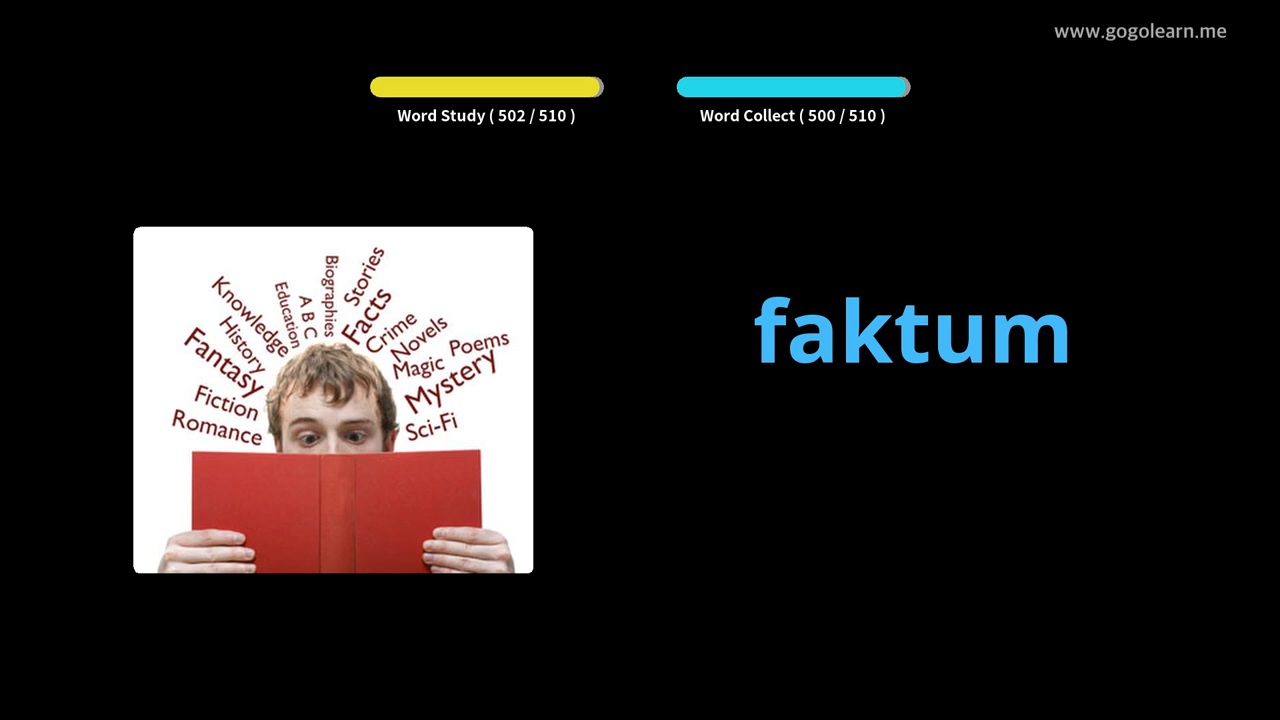 www.gogolearn.me
Word Study ( 502 / 510 )
Word Collect ( 500 / 510 )
Knowledge
Education
A B C
Biographies
Stories
Facts
Crime
Novels
Poems
Magic
Mystery
Sci-Fi
History
Fantasy
Fiction
Romance
faktum